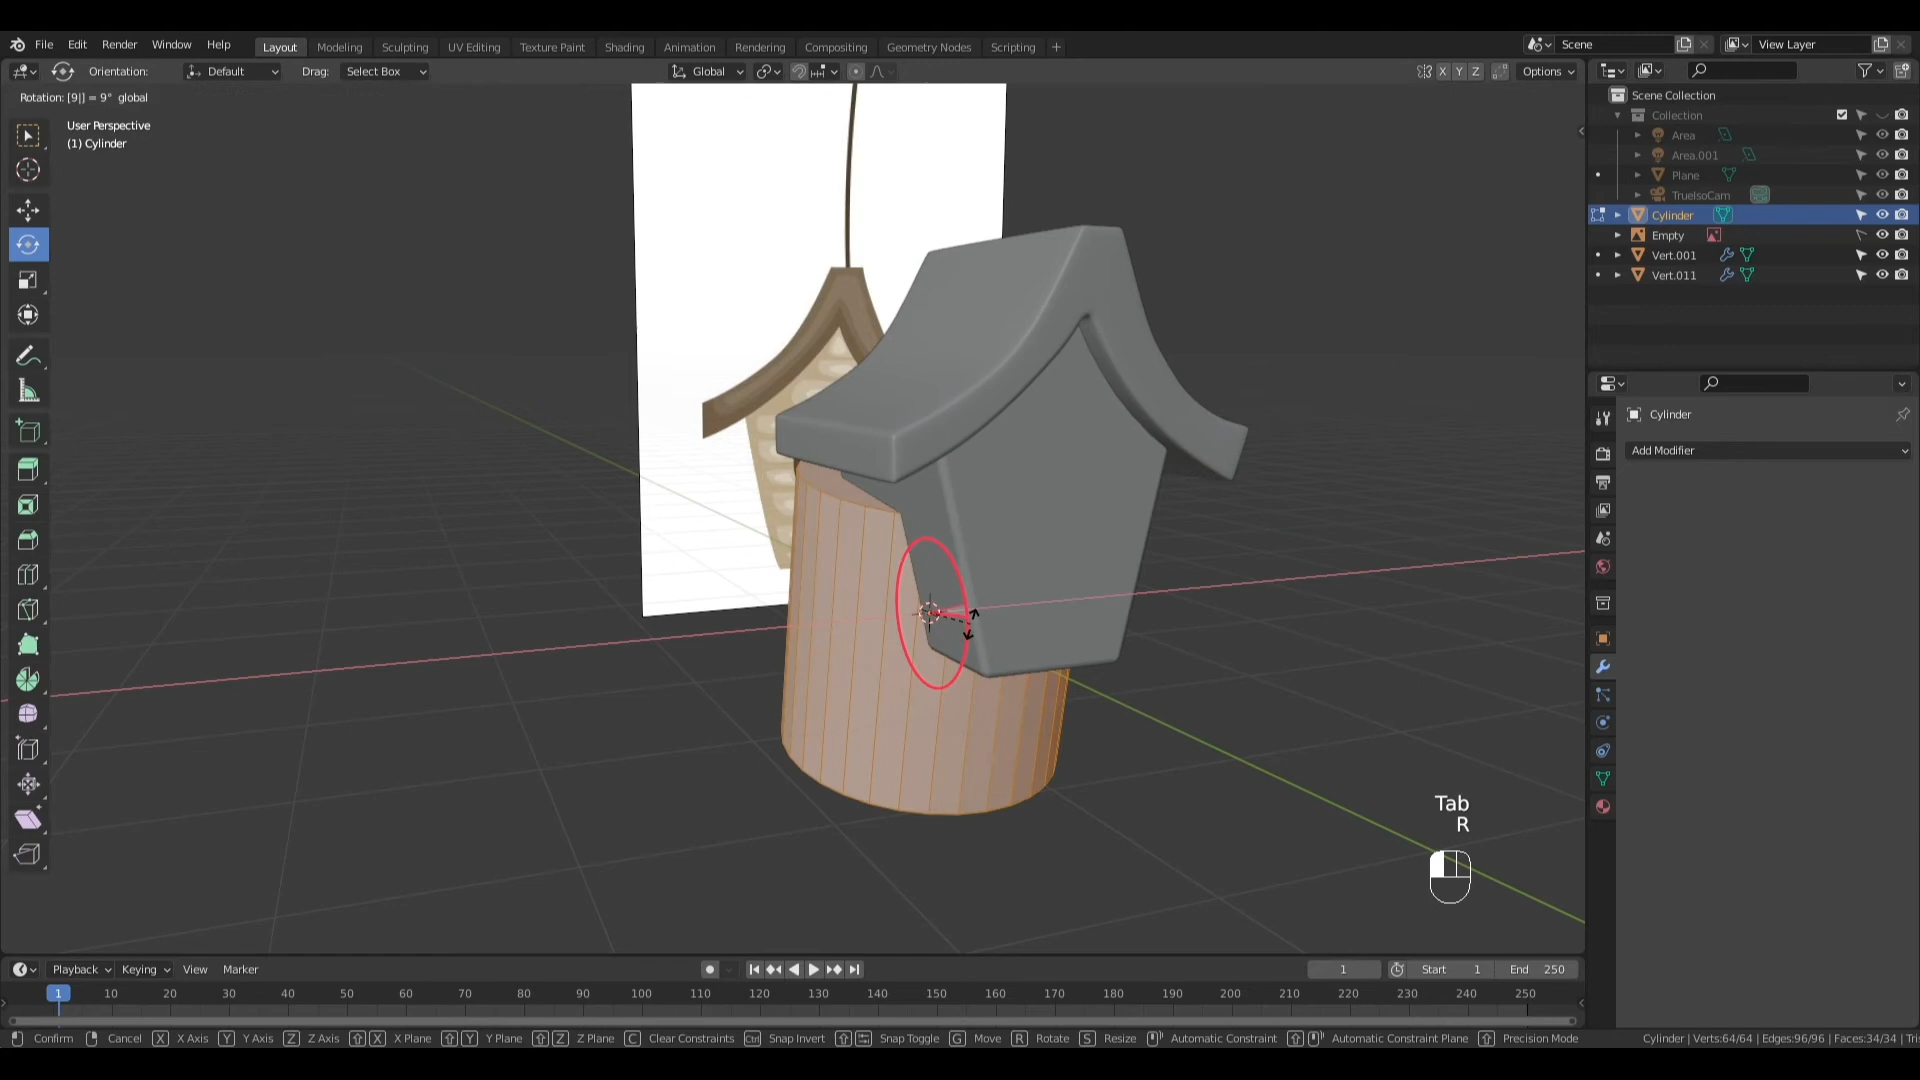 File Edit Render Window Help Layout Modeling Sculpting UV Editing Texture Paint Shading Animation Rendering Compositing Geometry Nodes Scripting + Scene View Layer
Orientation: Default Drag: Select Box Global X Y Z Options
Rotation: [9|] = 9° global
User Perspective
(1) Cylinder
Scene Collection
Collection
Area
Area.001
Plane
TrueIsoCam
Cylinder
Empty
Vert.001
Vert.011
Cylinder
Add Modifier
Tab
R
Playback Keying View Marker 1 Start 1 End 250
1 10 20 30 40 50 60 70 80 90 100 110 120 130 140 150 160 170 180 190 200 210 220 230 240 250
Confirm Cancel X X Axis Y Y Axis Z Z Axis X X Plane Y Y Plane Z Z Plane C Clear Constraints Ctrl Snap Invert Snap Toggle G Move R Rotate S Resize Automatic Constraint Automatic Constraint Plane Precision Mode Cylinder | Verts:64/64 | Edges:96/96 | Faces:34/34 | Tri